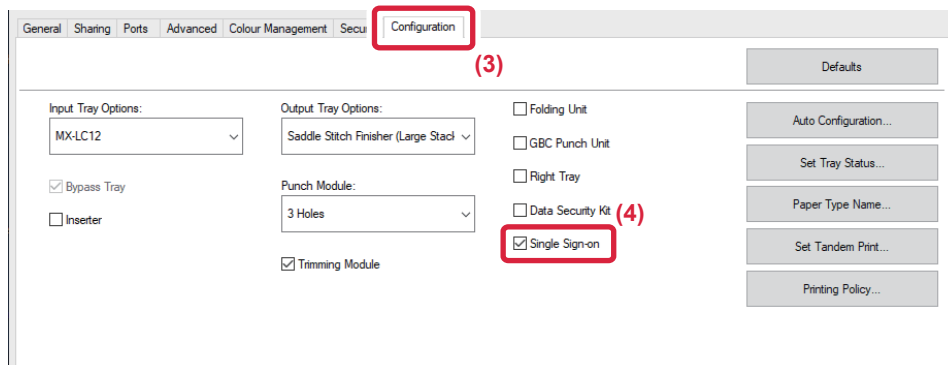 General Sharing Ports Advanced Colour Management Secu Configuration
(3)
Defaults
Input Tray Options:
MX-LC12
Bypass Tray
Inserter
Output Tray Options:
Saddle Stitch Finisher (Large Stack
Punch Module:
3 Holes
Trimming Module
Folding Unit
GBC Punch Unit
Right Tray
Data Security Kit
(4)
Single Sign-on
Auto Configuration...
Set Tray Status...
Paper Type Name...
Set Tandem Print...
Printing Policy...